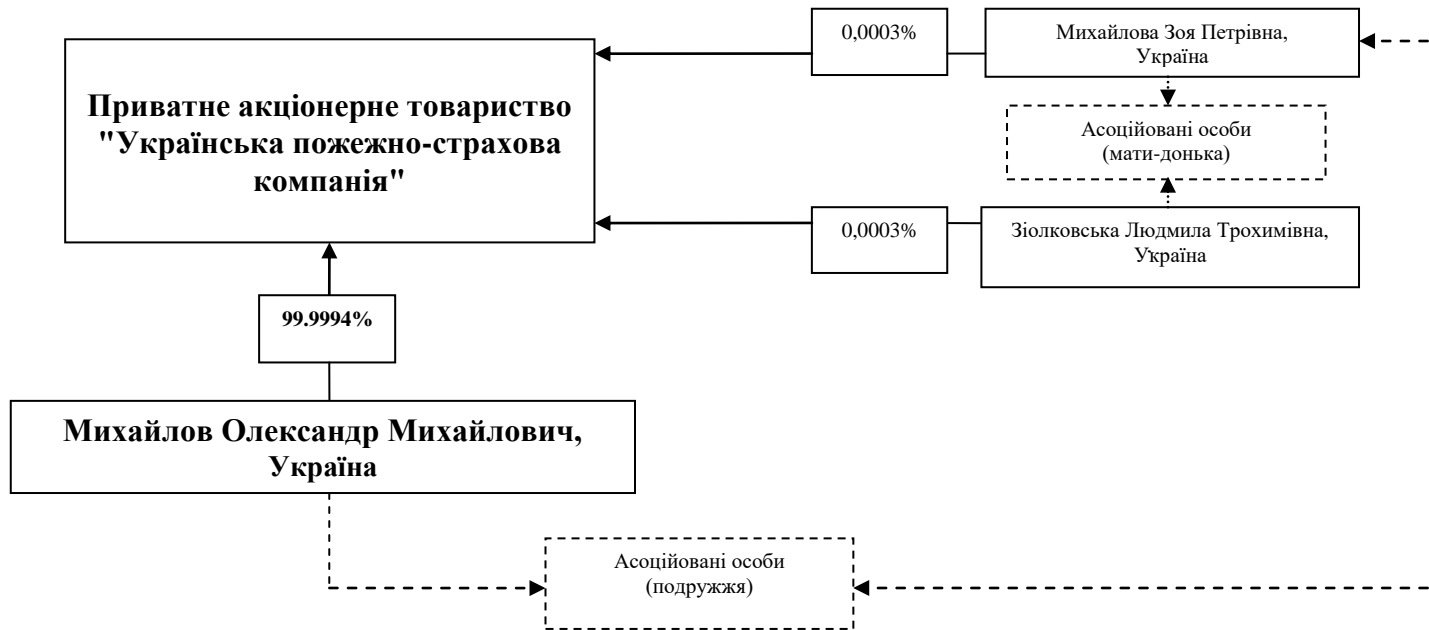 0,0003%
Михайлова Зоя Петрівна,
Україна
Приватне акціонерне товариство
"Українська пожежно-страхова
компанія"
Асоційовані особи
(мати-донька)
0,0003%
Зіолковська Людмила Трохимівна,
Україна
99.9994%
Михайлов Олександр Михайлович,
Україна
Асоційовані особи
(подружжя)